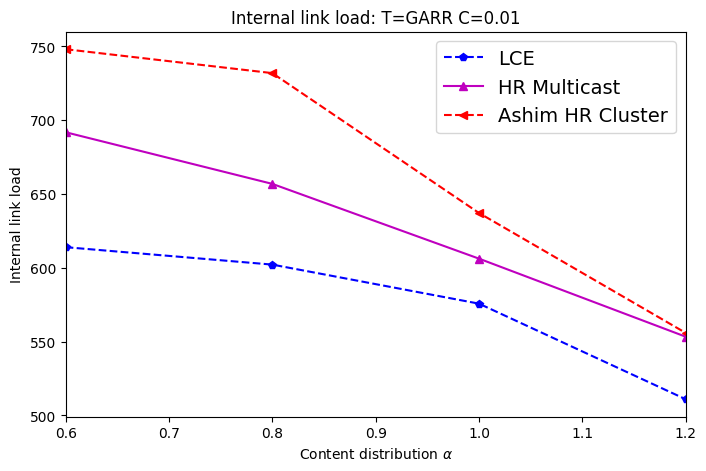 Internal link load: T=GARR C=0.01
LCE
HR Multicast
Ashim HR Cluster
Internal link load
750
700
650
600
550
500
0.6
0.7
0.8
0.9
1.0
1.1
1.2
Content distribution α